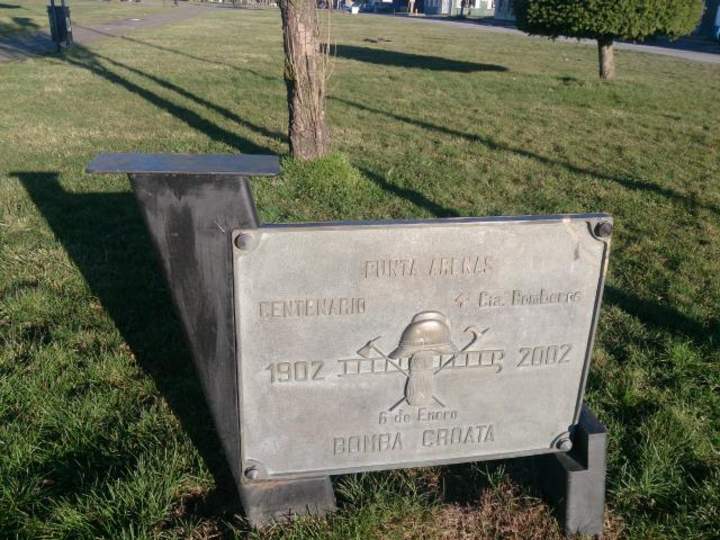 PUNTA ARENAS
CENTENARIO 4ª Cia. Bomberos
1902 2002
6 de Enero
BOMBA CROATA